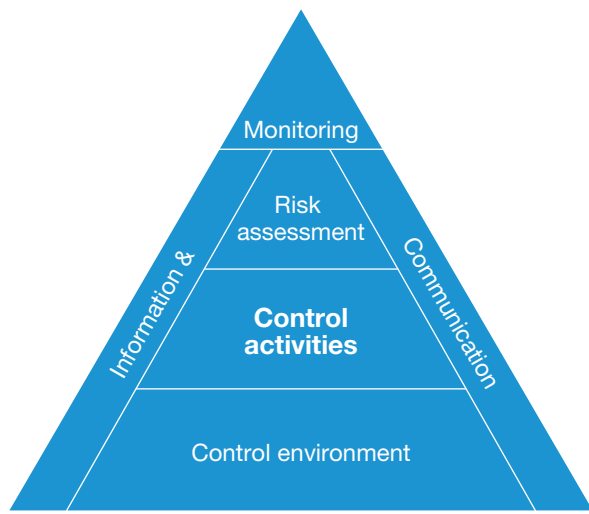 Monitoring
Risk
assessment
Information &
Communication
Control
activities
Control environment